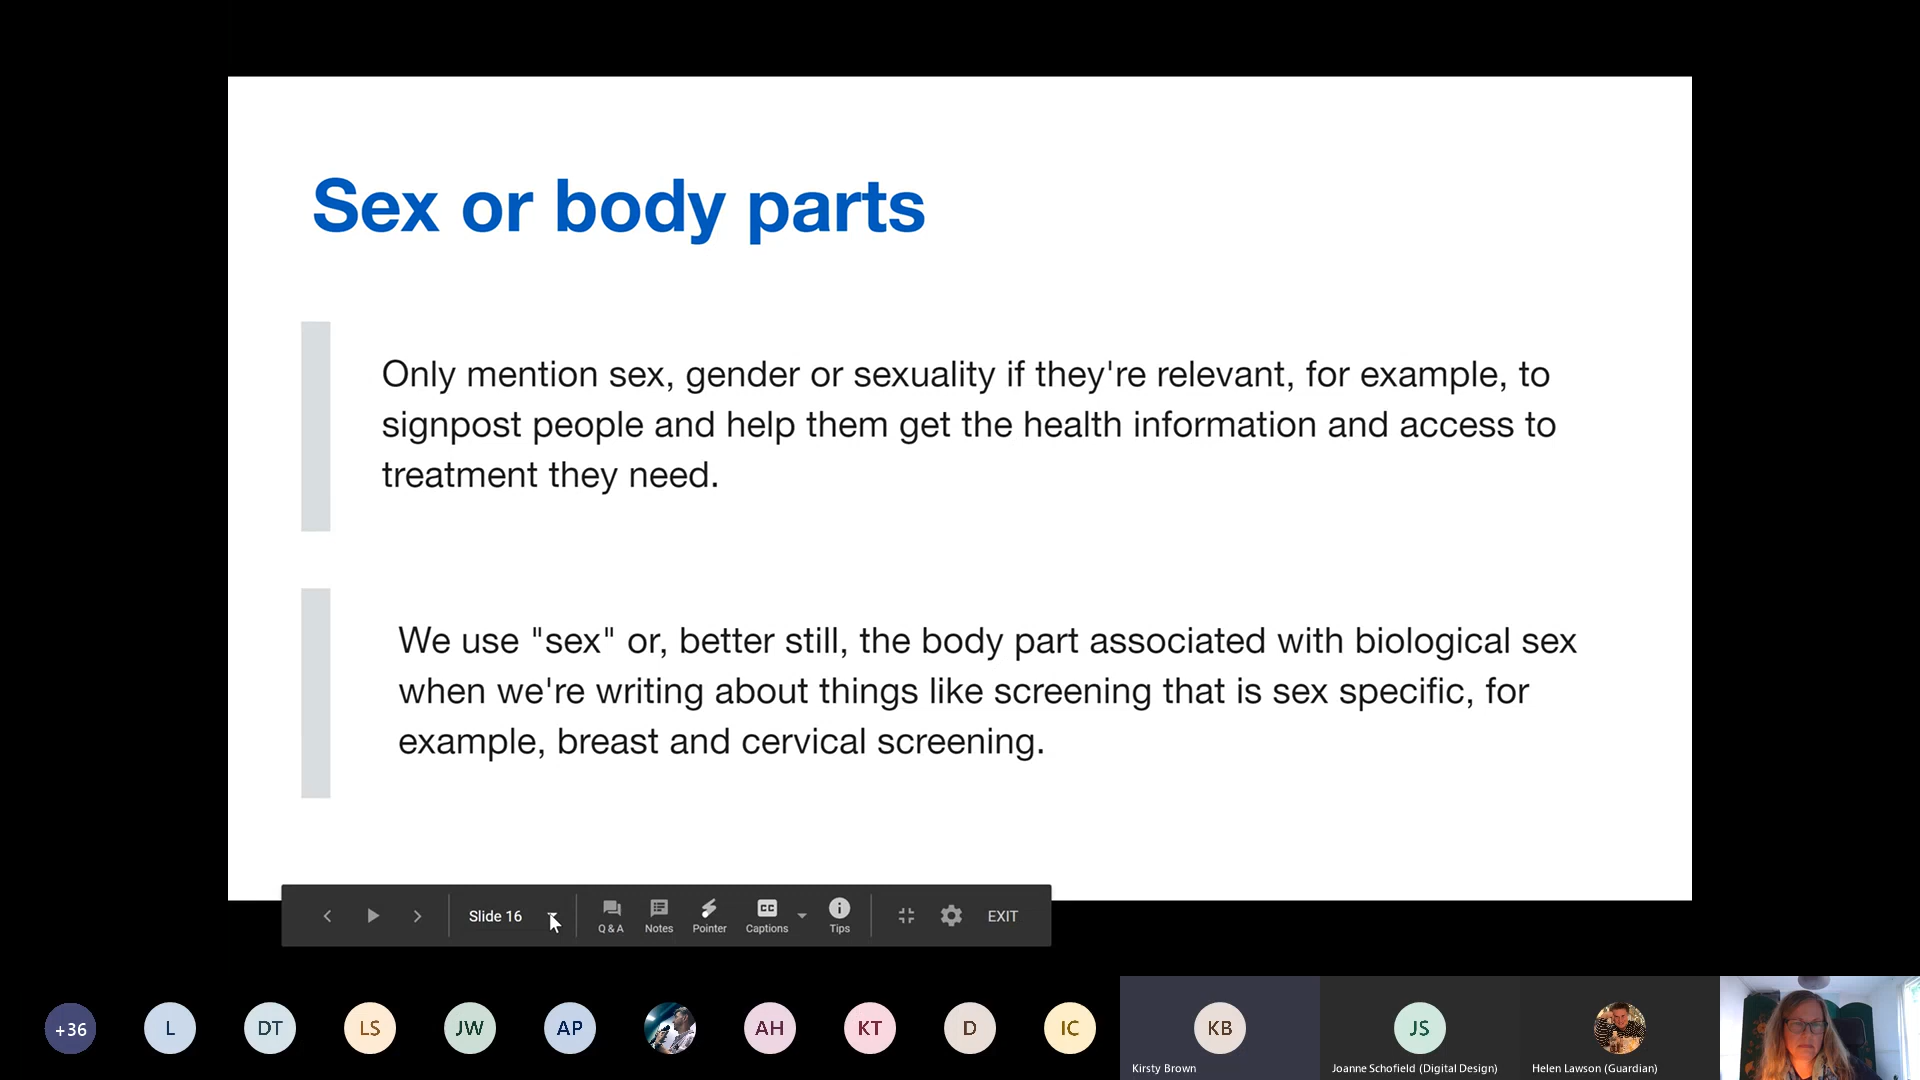 Sex or body parts
Only mention sex, gender or sexuality if they're relevant, for example, to
signpost people and help them get the health information and access to
treatment they need.
We use "sex" or, better still, the body part associated with biological sex
when we're writing about things like screening that is sex specific, for
example, breast and cervical screening.
Slide 16
Q & A
Notes
Pointer
CC
Captions
Tips
EXIT
+36
L
DT
LS
JW
AP
AH
KT
D
IC
KB
JS
Kirsty Brown
Joanne Schofield (Digital Design)
Helen Lawson (Guardian)